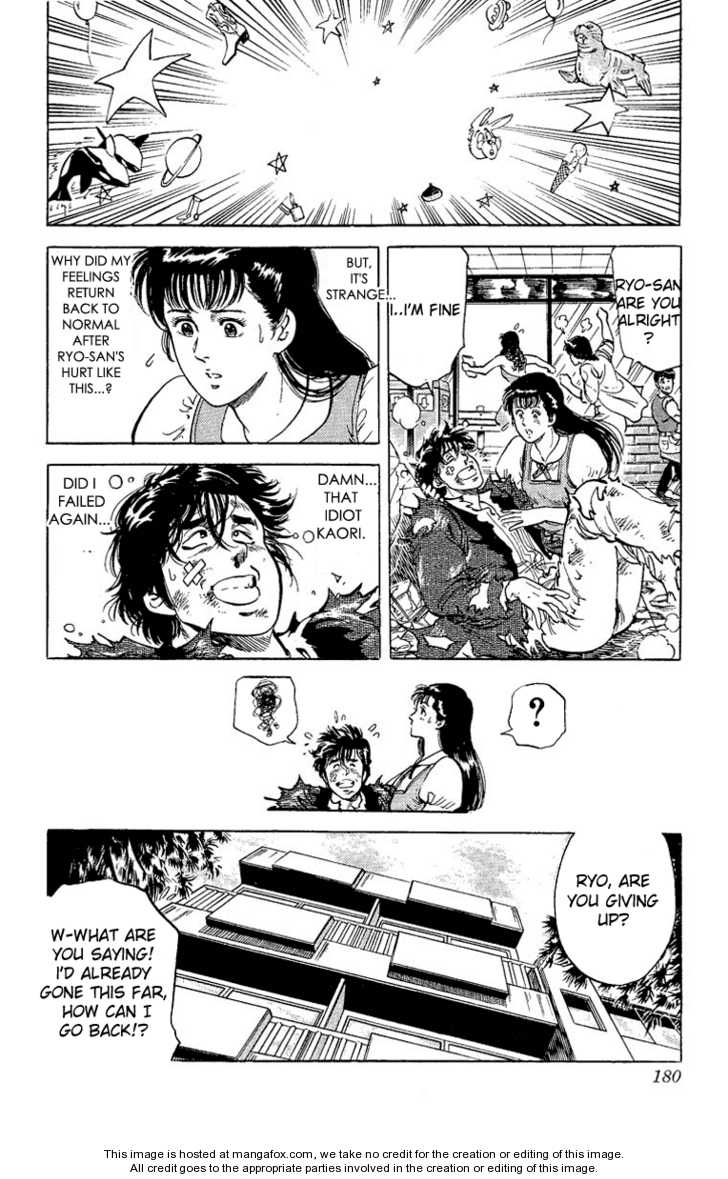 RYO-SAN
ARE YOU
ALRIGHT
?
I..I'M FINE
BUT,
IT'S
STRANGE...
WHY DID MY
FEELINGS
RETURN
BACK TO
NORMAL
AFTER
RYO-SAN'S
HURT LIKE
THIS...?
DAMN...
THAT
IDIOT
KAORI.
DID I
FAILED
AGAIN...
?
RYO, ARE
YOU GIVING
UP?
W-WHAT ARE
YOU SAYING!
I'D ALREADY
GONE THIS FAR,
HOW CAN I
GO BACK!?
180
This image is hosted at mangafox.com, we take no credit for the creation or editing of this image.
All credit goes to the appropriate parties involved in the creation or editing of this image.